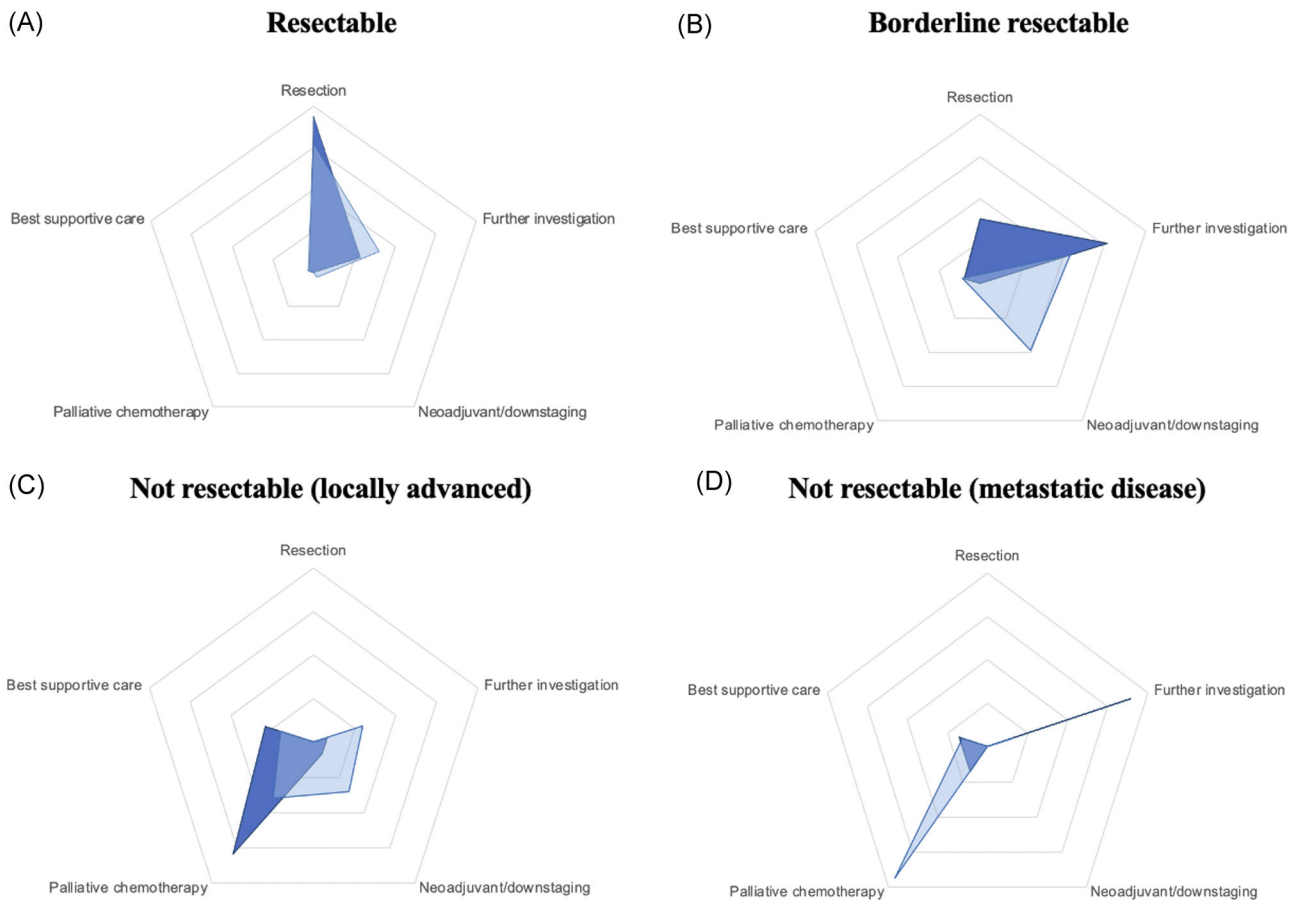 (A)
Resectable
Resection
Best supportive care
Further investigation
Palliative chemotherapy
Neoadjuvant/downstaging
(B)
Borderline resectable
Resection
Best supportive care
Further investigation
Palliative chemotherapy
Neoadjuvant/downstaging
(C)
Not resectable (locally advanced)
Resection
Best supportive care
Further investigation
Palliative chemotherapy
Neoadjuvant/downstaging
(D)
Not resectable (metastatic disease)
Resection
Best supportive care
Further investigation
Palliative chemotherapy
Neoadjuvant/downstaging